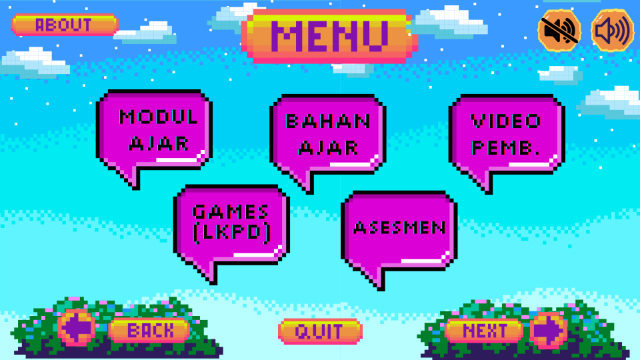 ABOUT
MENU
MODUL
AJAR
BAHAN
AJAR
VIDEO
PEMB.
GAMES
(LKPD)
ASESMEN
BACK
QUIT
NEXT